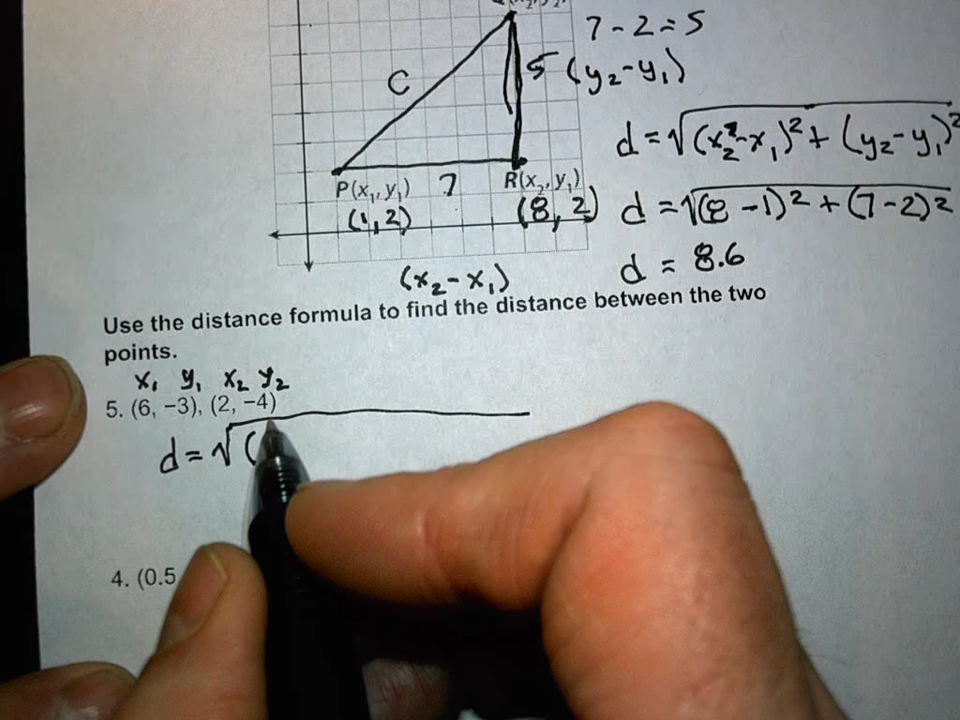 7 - 2 = 5
C
5 (y₂ - y₁)
d = √(x₂ - x₁)² + (y₂ - y₁)²
P(x₁, y₁) 7 R(x₂, y₁)
(1, 2) (8, 2) d = √(8 - 1)² + (7 - 2)²
d = 8.6
(x₂ - x₁)
Use the distance formula to find the distance between the two
points.
x₁ y₁ x₂ y₂
5. (6, −3), (2, −4)
d = √(
4. (0.5